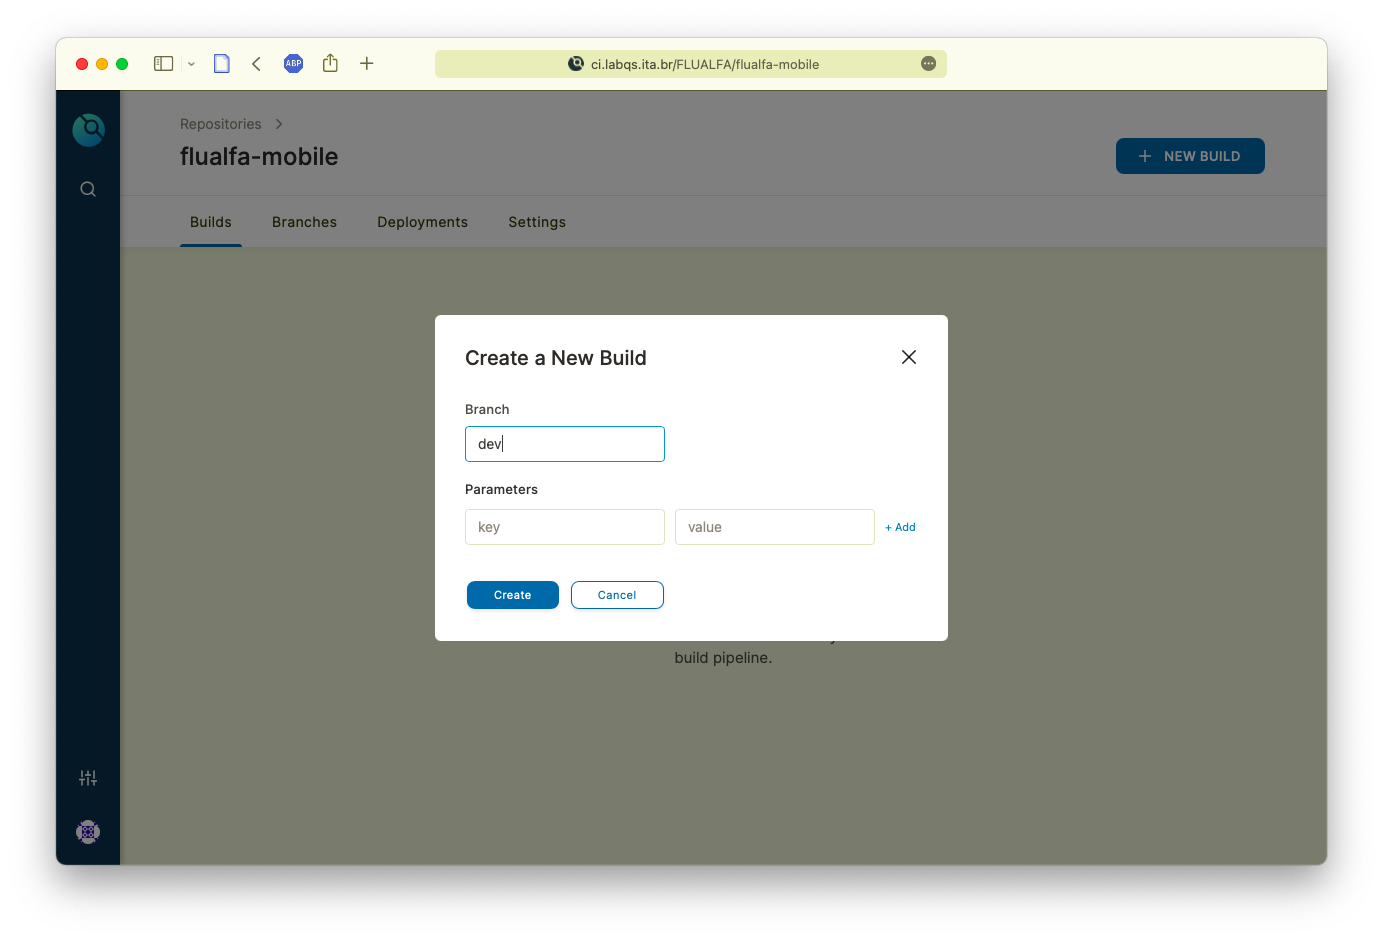 ABP
ci.labqs.ita.br/FLUALFA/flualfa-mobile
Repositories
flualfa-mobile
NEW BUILD
Builds Branches Deployments Settings
Create a New Build
Branch
dev
Parameters
key value + Add
Create Cancel
build pipeline.